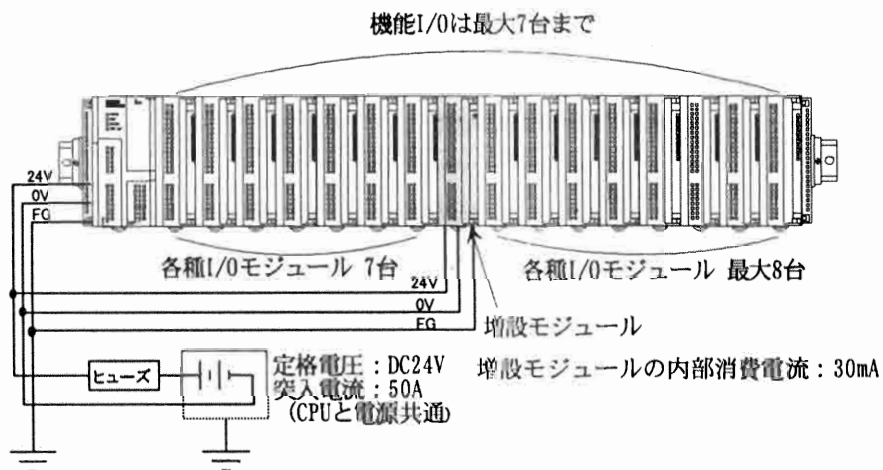 機能I/Oは最大7台まで
24V
0V
FG
各種I/Oモジュール 7台
各種I/Oモジュール 最大8台
24V
0V
FG
増設モジュール
ヒューズ
定格電圧：DC24V
突入電流：50A
(CPUと電源共通)
増設モジュールの内部消費電流：30mA